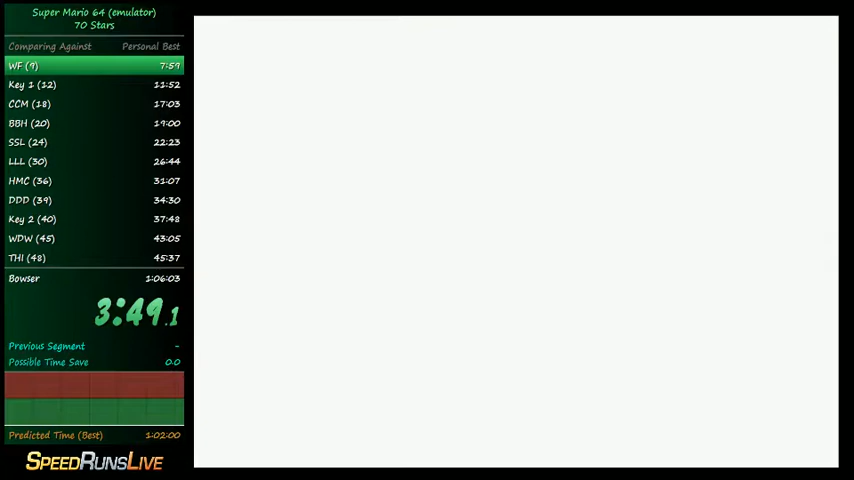 Super Mario 64 (emulator)
70 Stars
Comparing Against Personal Best
WF (9) 7:59
Key 1 (12) 11:52
CCM (18) 17:03
BBH (20) 19:00
SSL (24) 22:23
LLL (30) 26:44
HMC (36) 31:07
DDD (39) 34:30
Key 2 (40) 37:48
WDW (45) 43:05
THI (48) 45:37
Bowser 1:06:03
3:49.1
Previous Segment -
Possible Time Save 0.0
Predicted Time (Best) 1:02:00
SPEEDRUNSLIVE